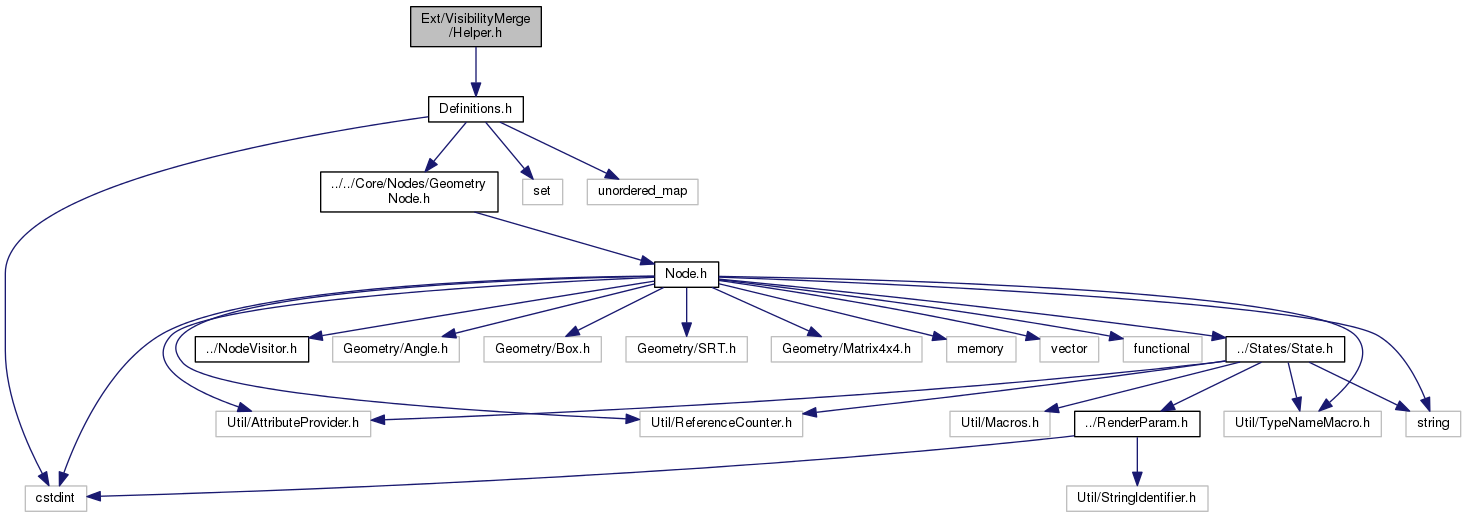 Ext/VisibilityMerge
/Helper.h
Definitions.h
../../Core/Nodes/Geometry
Node.h
set
unordered_map
Node.h
../NodeVisitor.h
Geometry/Angle.h
Geometry/Box.h
Geometry/SRT.h
Geometry/Matrix4x4.h
memory
vector
functional
../States/State.h
Util/AttributeProvider.h
Util/ReferenceCounter.h
Util/Macros.h
../RenderParam.h
Util/TypeNameMacro.h
string
cstdint
Util/StringIdentifier.h